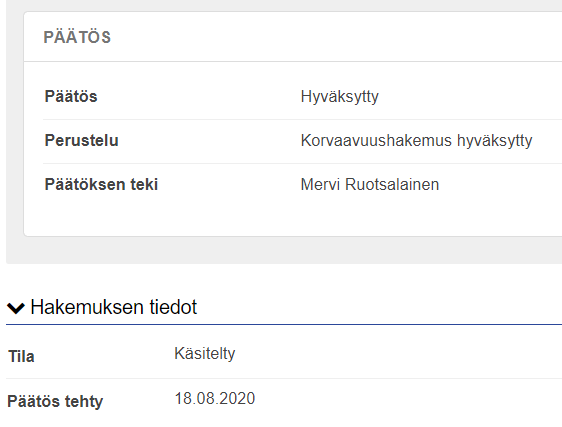 PÄÄTÖS
Päätös Hyväksytty
Perustelu Korvaavuushakemus hyväksytty
Päätöksen teki Mervi Ruotsalainen
Hakemuksen tiedot
Tila Käsitelty
Päätös tehty 18.08.2020